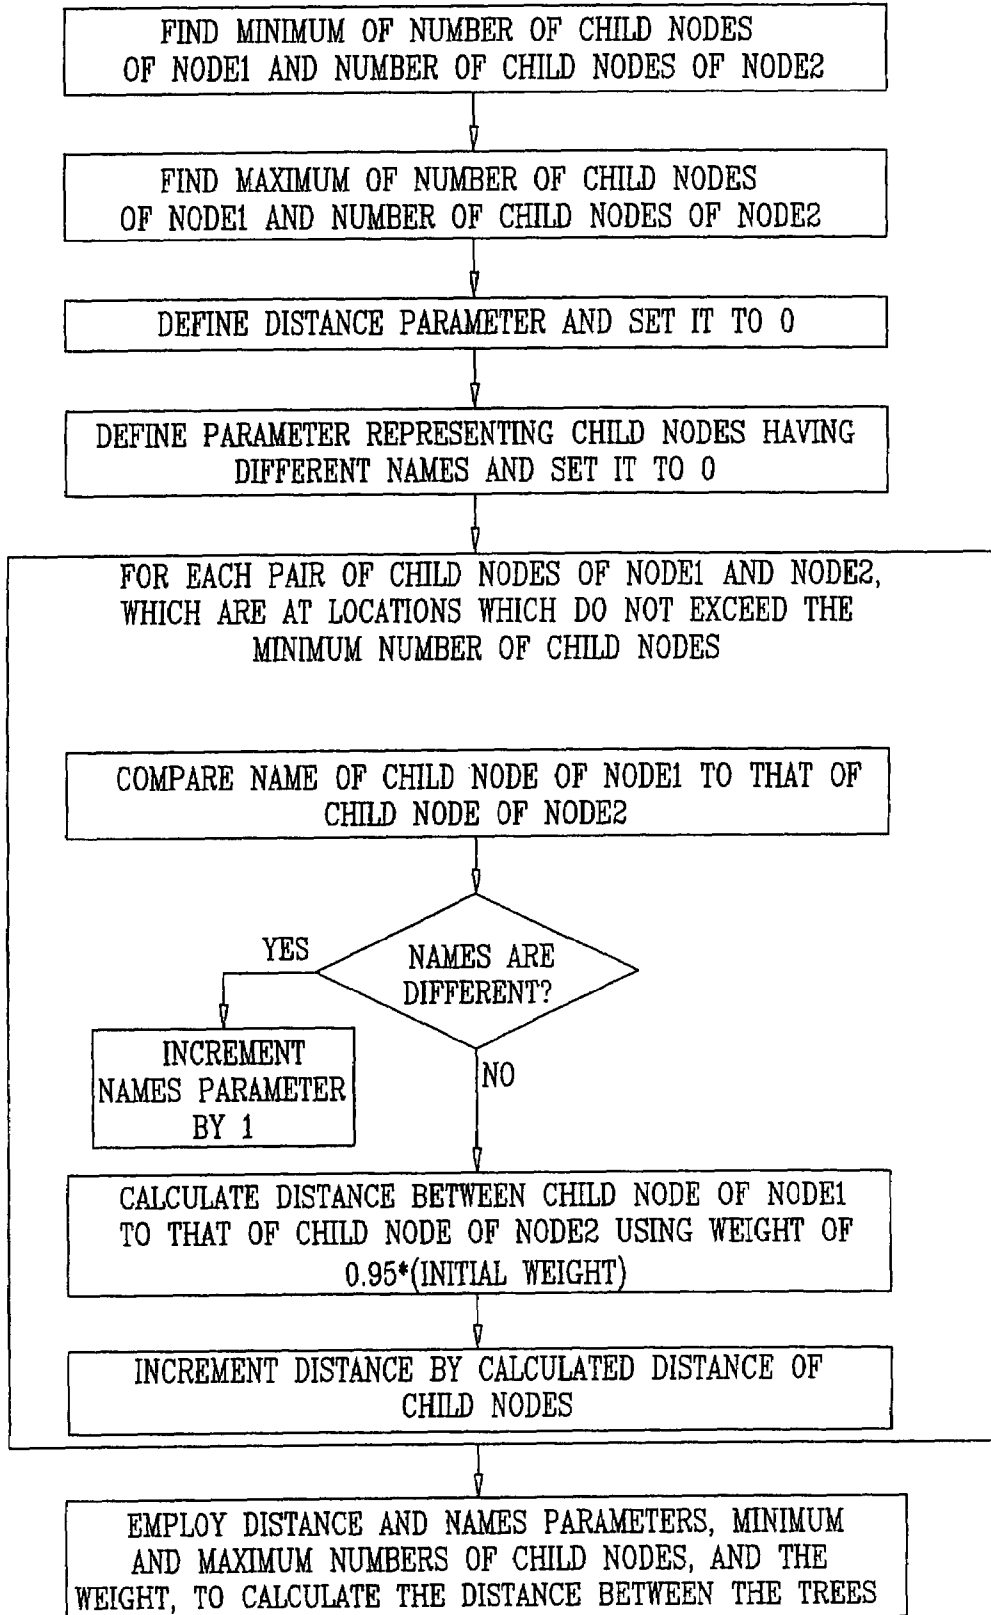 FIND MINIMUM OF NUMBER OF CHILD NODES
OF NODE1 AND NUMBER OF CHILD NODES OF NODE2
FIND MAXIMUM OF NUMBER OF CHILD NODES
OF NODE1 AND NUMBER OF CHILD NODES OF NODE2
DEFINE DISTANCE PARAMETER AND SET IT TO 0
DEFINE PARAMETER REPRESENTING CHILD NODES HAVING
DIFFERENT NAMES AND SET IT TO 0
FOR EACH PAIR OF CHILD NODES OF NODE1 AND NODE2,
WHICH ARE AT LOCATIONS WHICH DO NOT EXCEED THE
MINIMUM NUMBER OF CHILD NODES
COMPARE NAME OF CHILD NODE OF NODE1 TO THAT OF
CHILD NODE OF NODE2
NAMES ARE
DIFFERENT?
YES
INCREMENT
NAMES PARAMETER
BY 1
NO
CALCULATE DISTANCE BETWEEN CHILD NODE OF NODE1
TO THAT OF CHILD NODE OF NODE2 USING WEIGHT OF
0.95*(INITIAL WEIGHT)
INCREMENT DISTANCE BY CALCULATED DISTANCE OF
CHILD NODES
EMPLOY DISTANCE AND NAMES PARAMETERS, MINIMUM
AND MAXIMUM NUMBERS OF CHILD NODES, AND THE
WEIGHT, TO CALCULATE THE DISTANCE BETWEEN THE TREES